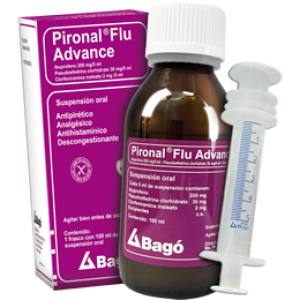 Pironal® Flu
Advance
Ibuprofeno 200 mg/5 ml
Pseudoefedrina clorhidrato 30 mg/5 ml
Clorfeniramina maleato 2 mg /5 ml
Suspensión oral
Antipirético
Analgésico
Antihistamínico
Descongestionante
Agitar bien antes de
Contenido:
1 frasco con 100 ml de
suspensión oral
Bagó
Pironal® Flu Advance
Suspensión oral
Cada 5 ml de suspensión contienen:
Ibuprofeno 200 mg
Pseudoefedrina clorhidrato 30 mg
Clorfeniramina maleato 2 mg
Excipientes c.s.
Contenido: 100 ml
Bagó